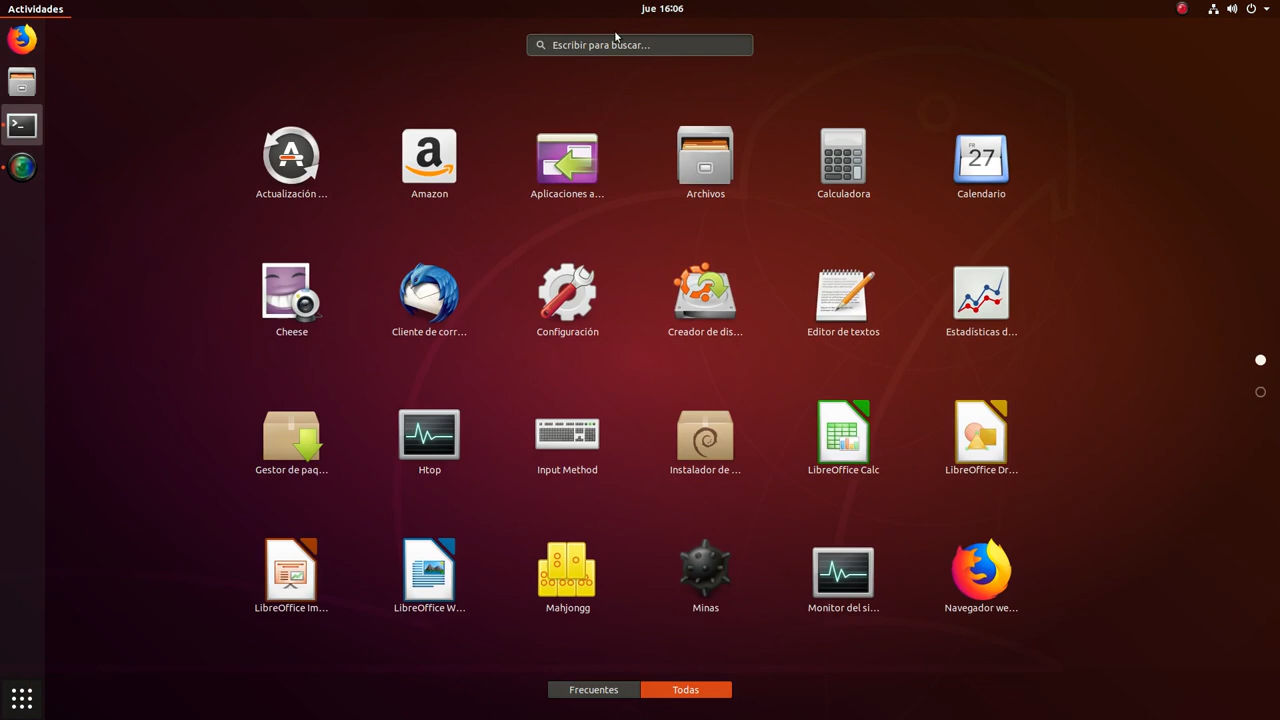 Actividades
jue 16:06
Escribir para buscar...
Actualización ...
Amazon
Aplicaciones a...
Archivos
Calculadora
FR
27
Calendario
Cheese
Cliente de corr...
Configuración
Creador de dis...
Editor de textos
Estadísticas d...
Gestor de paq...
Htop
Input Method
Instalador de ...
LibreOffice Calc
LibreOffice Dr...
LibreOffice Im...
LibreOffice W...
Mahjongg
Minas
Monitor del si...
Navegador we...
Frecuentes
Todas